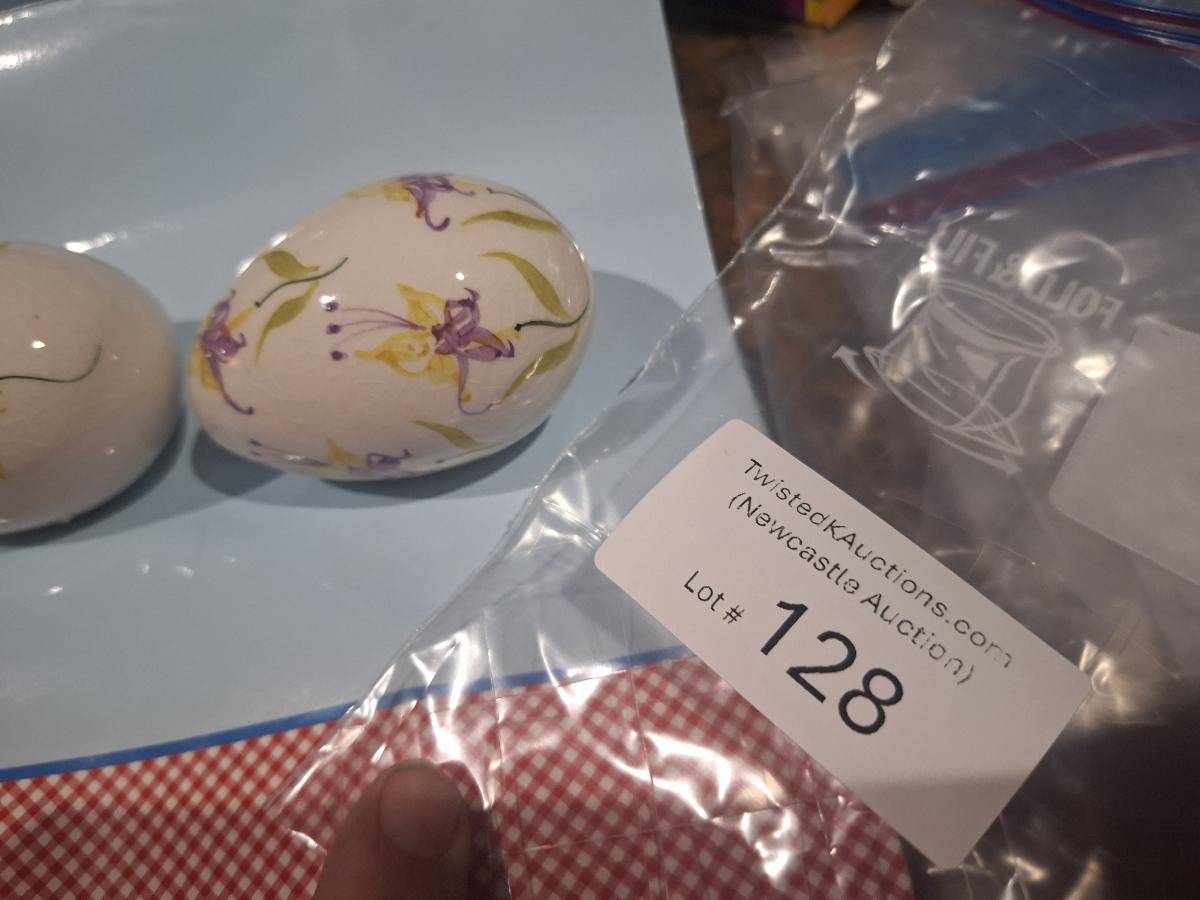 FOLD & FILL
TwistedKAuctions.com
(Newcastle Auction)
Lot # 128